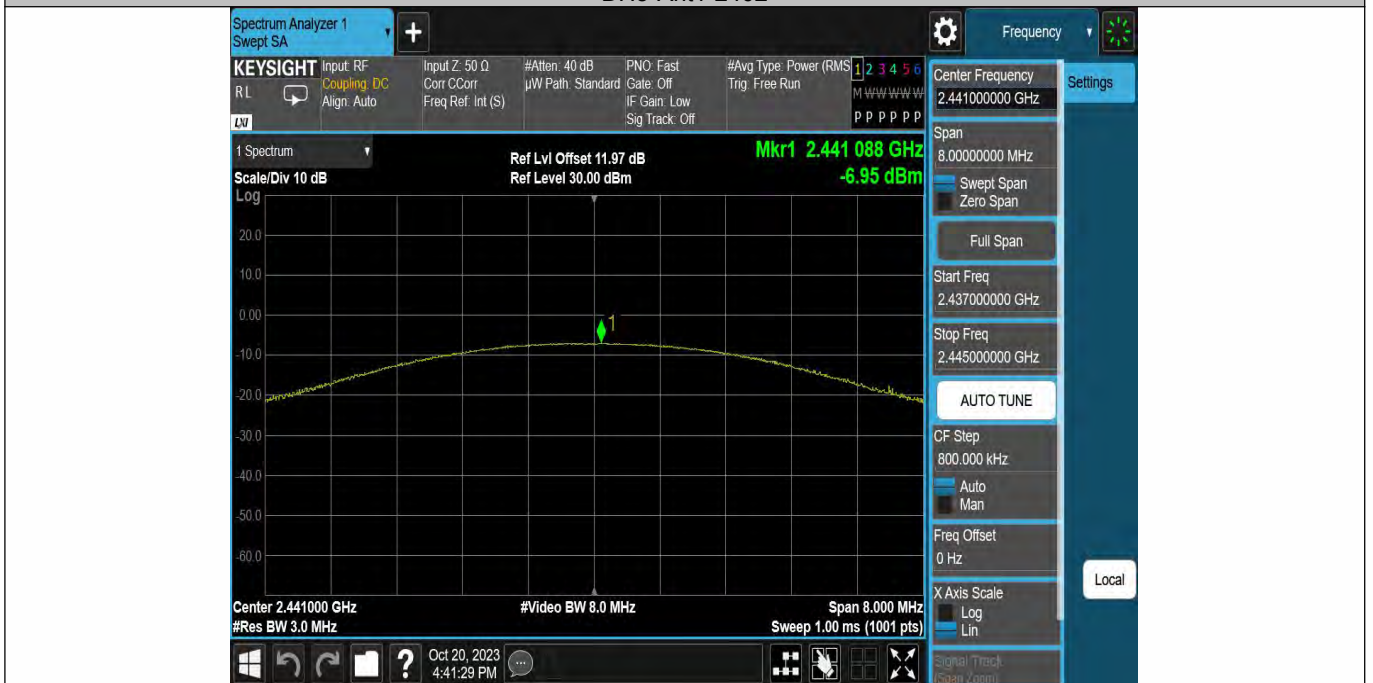 Spectrum Analyzer 1
Swept SA
Frequency
KEYSIGHT
RL
LXI
Input: RF
Coupling: DC
Align: Auto
Input Z: 50 Ω
Corr CCorr
Freq Ref: Int (S)
#Atten: 40 dB
µW Path: Standard
PNO: Fast
Gate: Off
IF Gain: Low
Sig Track: Off
#Avg Type: Power (RMS
Trig: Free Run
1 2 3 4 5 6
M W W W W W
P P P P P P
1 Spectrum
Scale/Div 10 dB
Log
Ref Lvl Offset 11.97 dB
Ref Level 30.00 dBm
Mkr1 2.441 088 GHz
-6.95 dBm
20.0
10.0
0.00
-10.0
-20.0
-30.0
-40.0
-50.0
-60.0
1
Center 2.441000 GHz
#Res BW 3.0 MHz
#Video BW 8.0 MHz
Span 8.000 MHz
Sweep 1.00 ms (1001 pts)
Oct 20, 2023
4:41:29 PM
Center Frequency
2.441000000 GHz
Settings
Span
8.00000000 MHz
Swept Span
Zero Span
Full Span
Start Freq
2.437000000 GHz
Stop Freq
2.445000000 GHz
AUTO TUNE
CF Step
800.000 kHz
Auto
Man
Freq Offset
0 Hz
X Axis Scale
Log
Lin
Local
Signal Track
(Span Zoom)